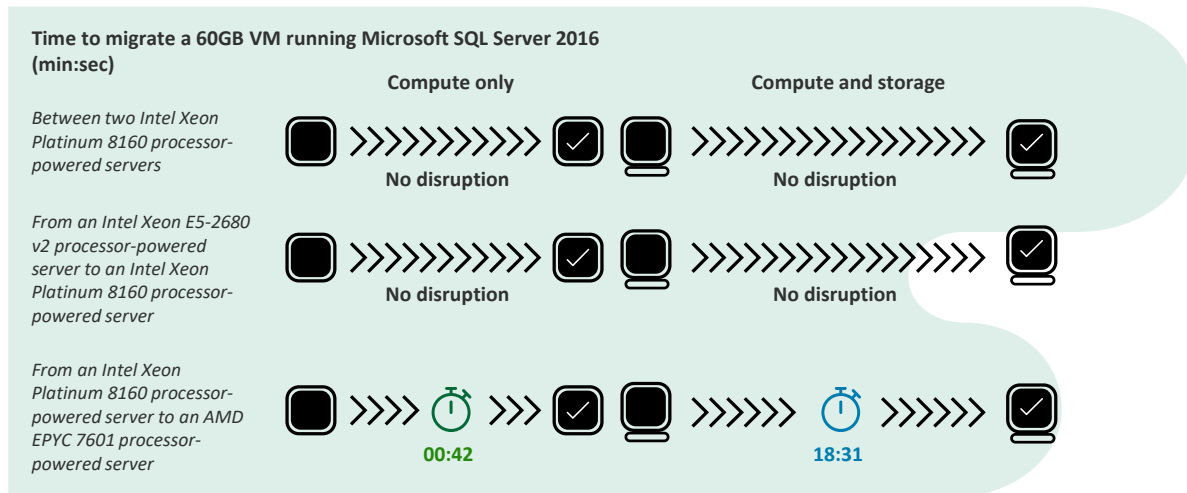 Time to migrate a 60GB VM running Microsoft SQL Server 2016
(min:sec)
Compute only
Compute and storage
Between two Intel Xeon
Platinum 8160 processor-
powered servers
No disruption
No disruption
From an Intel Xeon E5-2680
v2 processor-powered
server to an Intel Xeon
Platinum 8160 processor-
powered server
No disruption
No disruption
From an Intel Xeon
Platinum 8160 processor-
powered server to an AMD
EPYC 7601 processor-
powered server
00:42
18:31